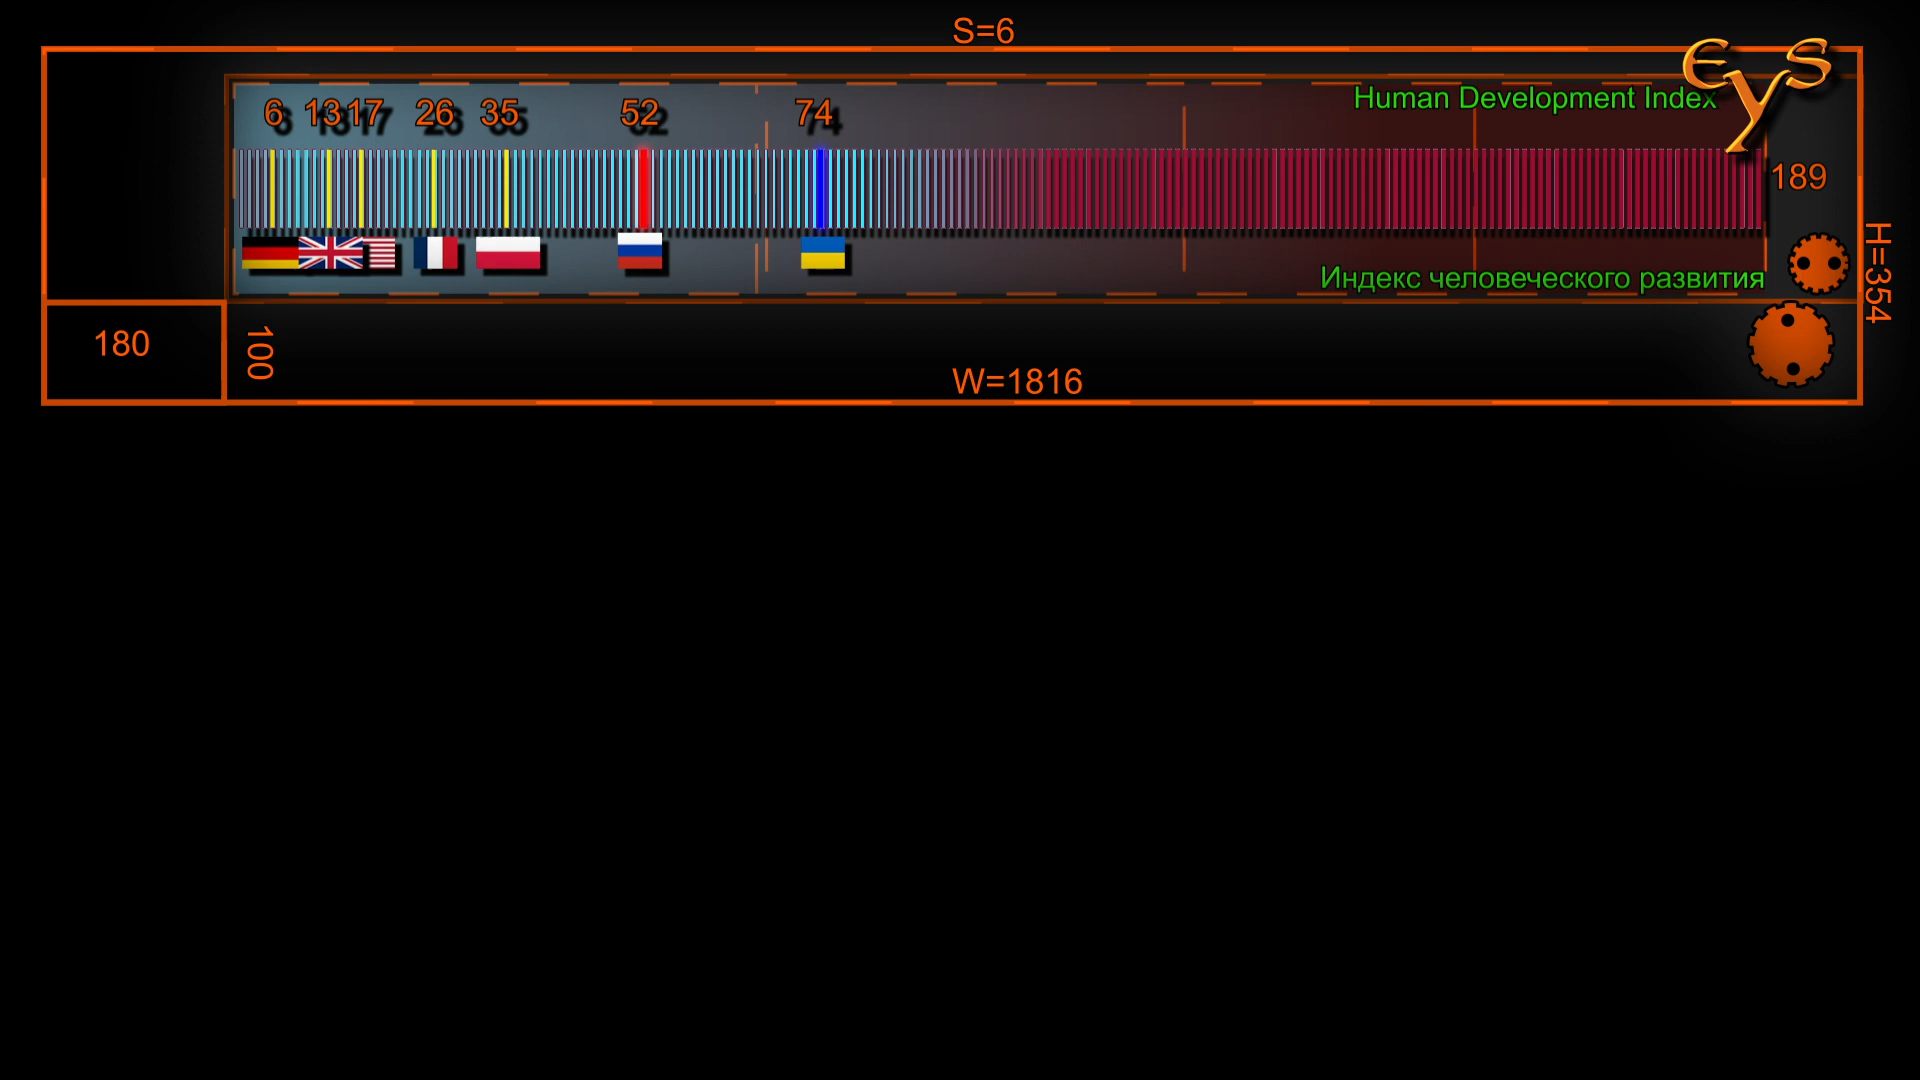 S=6
6 13 17 26 35 52 74
Human Development Index
eys
189
H=354
Индекс человеческого развития
180
100
W=1816